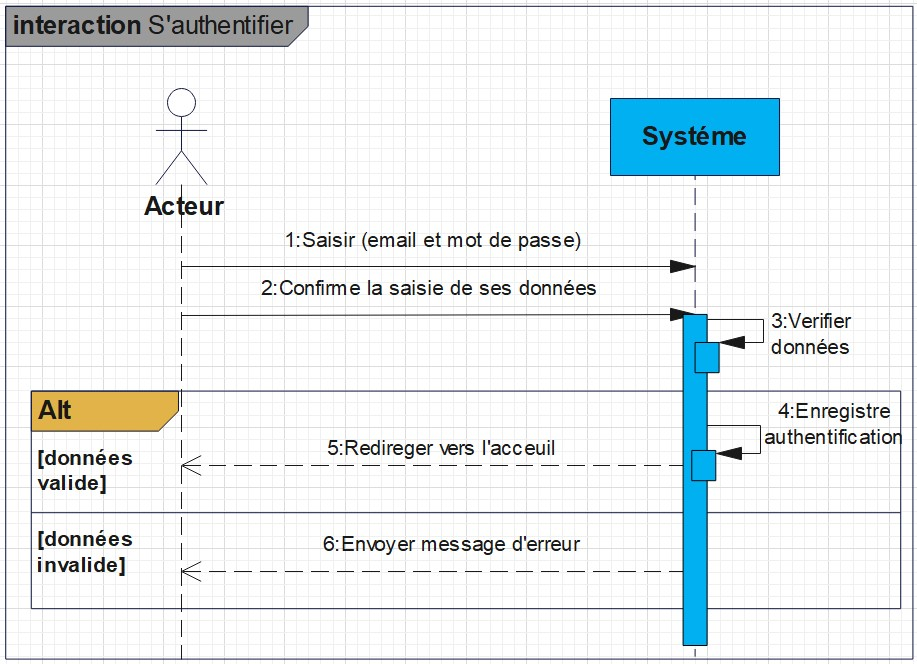 interaction S'authentifier
Systéme
Acteur
1:Saisir (email et mot de passe)
2:Confirme la saisie de ses données
3:Verifier
données
Alt
4:Enregistre
authentification
[données
valide]
5:Redireger vers l'acceuil
[données
invalide]
6:Envoyer message d'erreur